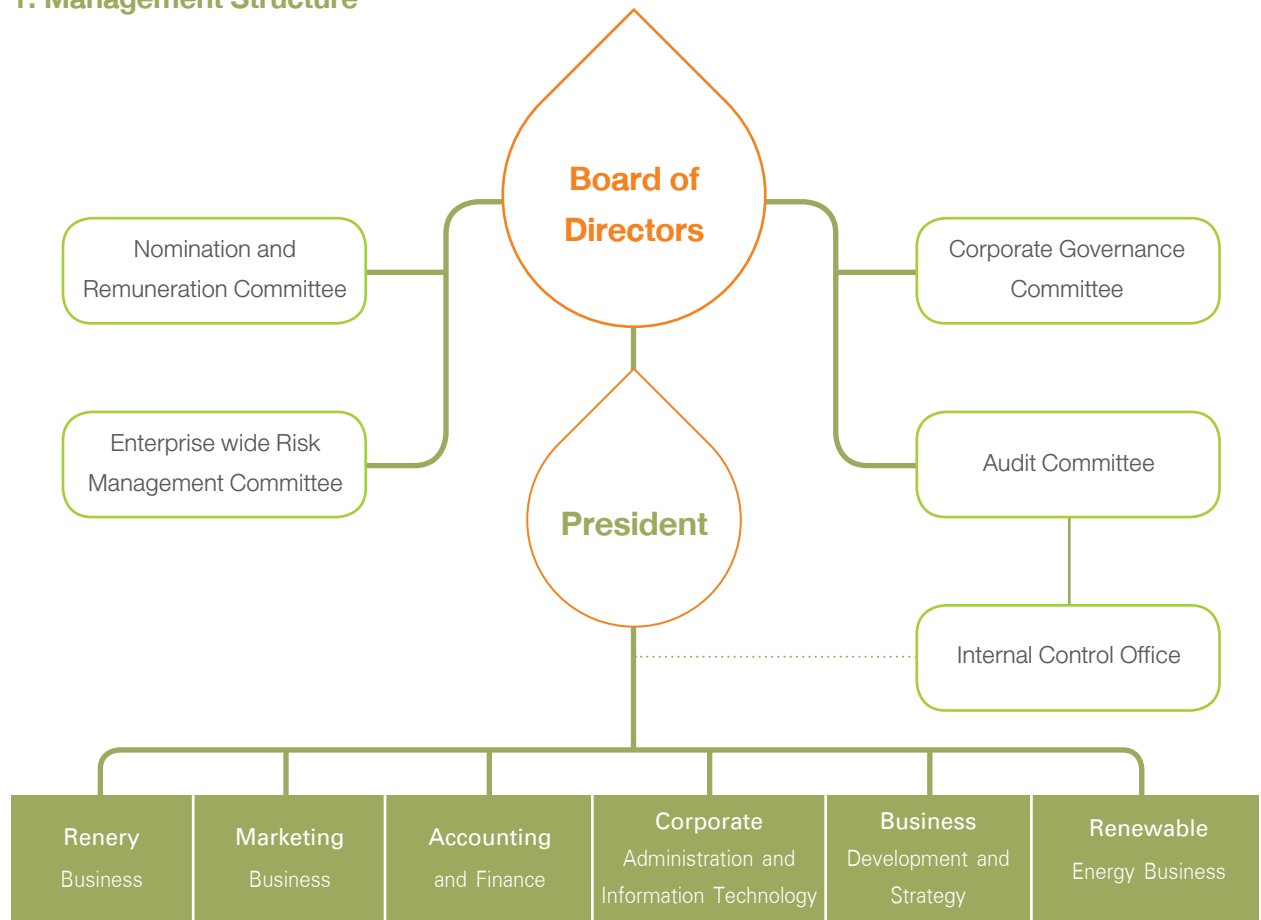 1. Management Structure
Board of
Directors
Nomination and
Remuneration Committee
Corporate Governance
Committee
Enterprise wide Risk
Management Committee
Audit Committee
President
Internal Control Office
Renery
Business
Marketing
Business
Accounting
and Finance
Corporate
Administration and
Information Technology
Business
Development and
Strategy
Renewable
Energy Business